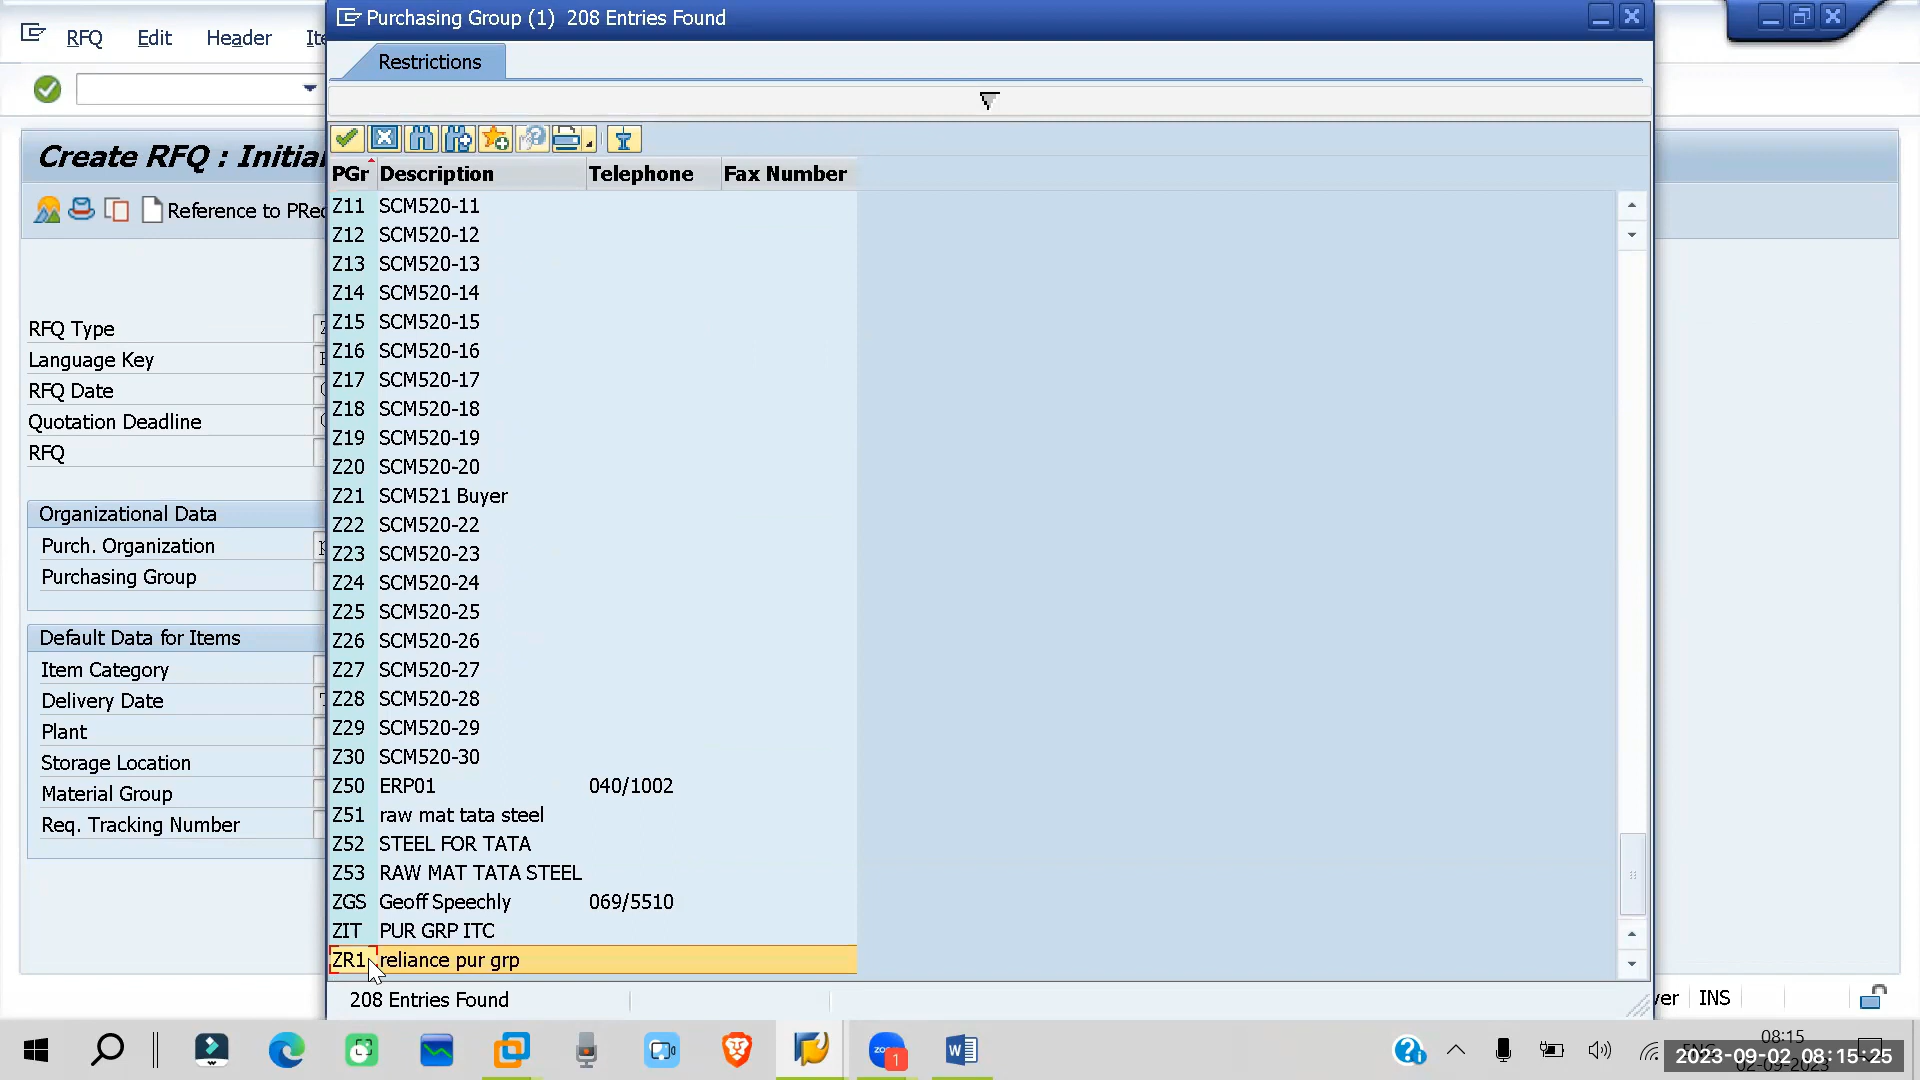 Purchasing Group (1) 208 Entries Found
RFQ Edit Header
Restrictions
Create RFQ : Initial
PGr Description Telephone Fax Number
Reference to PReq
Z11 SCM520-11
Z12 SCM520-12
Z13 SCM520-13
Z14 SCM520-14
Z15 SCM520-15
Z16 SCM520-16
Z17 SCM520-17
Z18 SCM520-18
Z19 SCM520-19
Z20 SCM520-20
Z21 SCM521 Buyer
Z22 SCM520-22
Z23 SCM520-23
Z24 SCM520-24
Z25 SCM520-25
Z26 SCM520-26
Z27 SCM520-27
Z28 SCM520-28
Z29 SCM520-29
Z30 SCM520-30
Z50 ERP01 040/1002
Z51 raw mat tata steel
Z52 STEEL FOR TATA
Z53 RAW MAT TATA STEEL
ZGS Geoff Speechly 069/5510
ZIT PUR GRP ITC
ZR1 reliance pur grp
208 Entries Found
RFQ Type
Language Key
RFQ Date
Quotation Deadline
RFQ
Organizational Data
Purch. Organization
Purchasing Group
Default Data for Items
Item Category
Delivery Date
Plant
Storage Location
Material Group
Req. Tracking Number
INS
08:15
2023-09-02 08:15:25